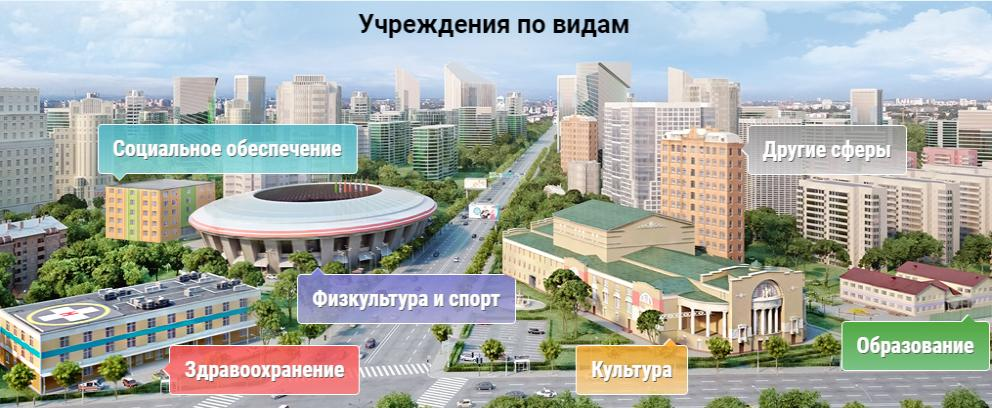 Учреждения по видам
Социальное обеспечение
Другие сферы
Физкультура и спорт
Образование
Здравоохранение
Культура